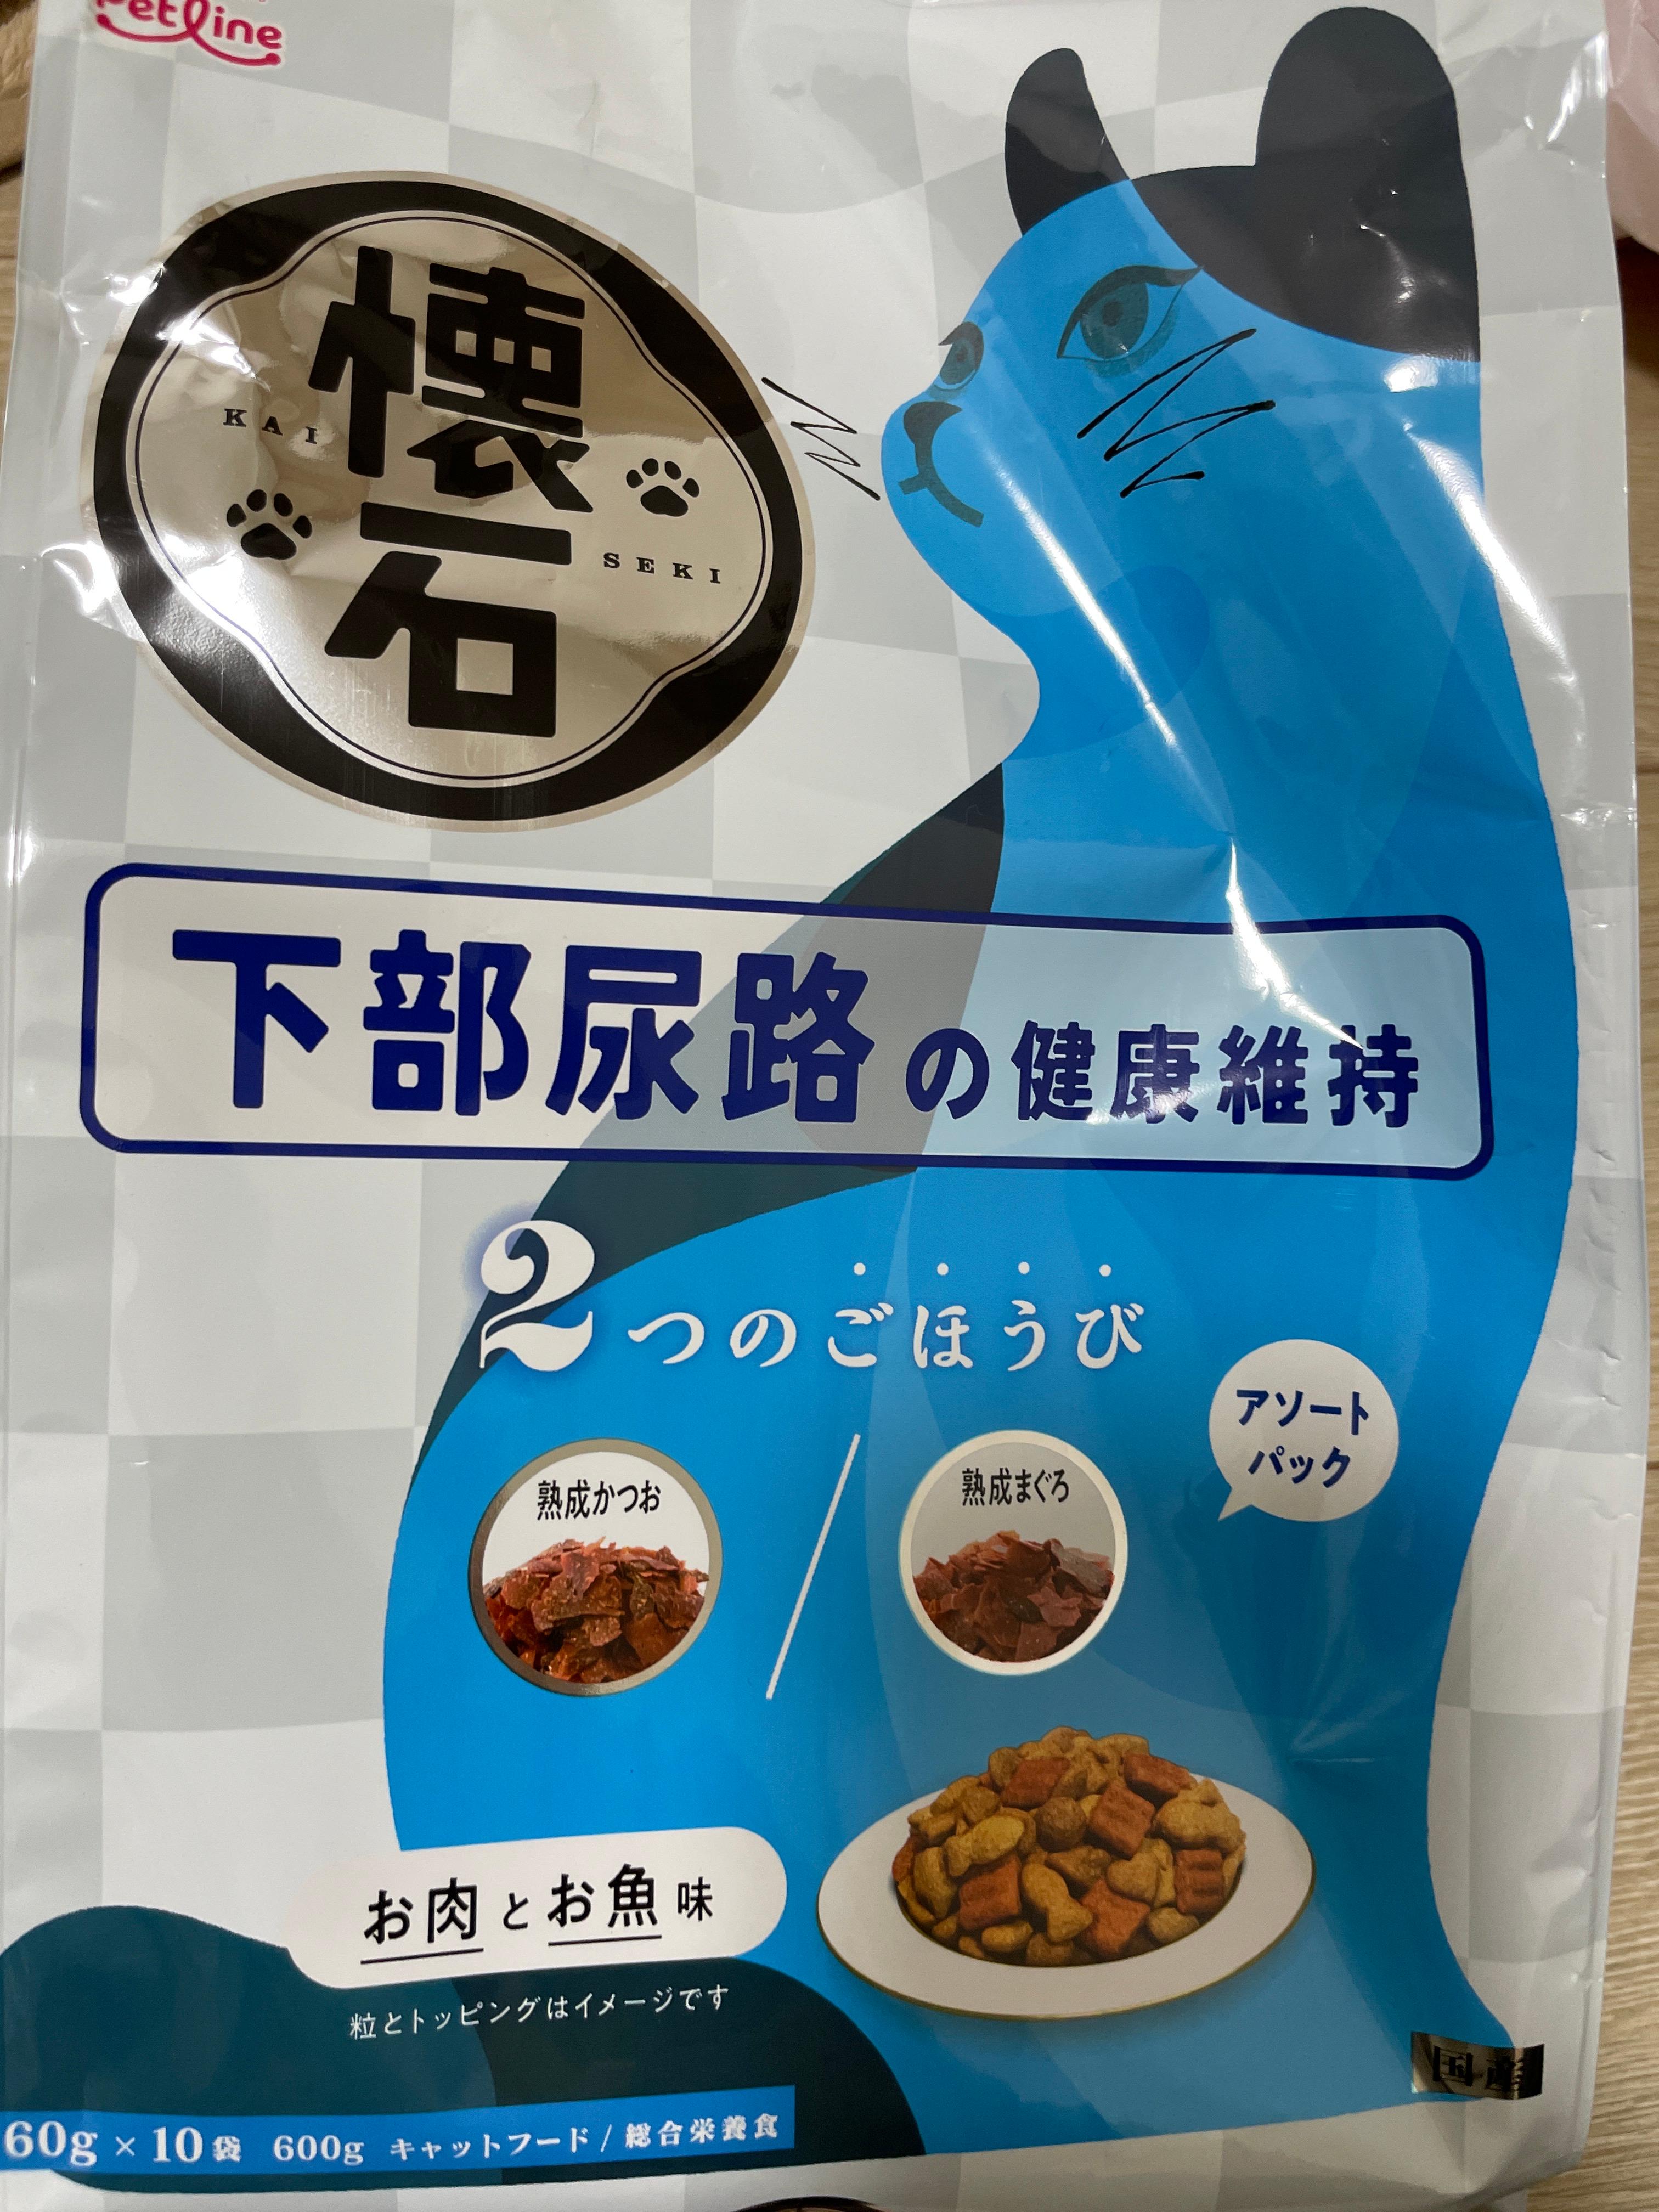 petline
懐石
KAI
SEKI
下部尿路の健康維持
2つのごほうび
アソート
パック
熟成かつお
熟成まぐろ
お肉とお魚味
粒とトッピングはイメージです
国産
60g×10袋 600g キャットフード/総合栄養食